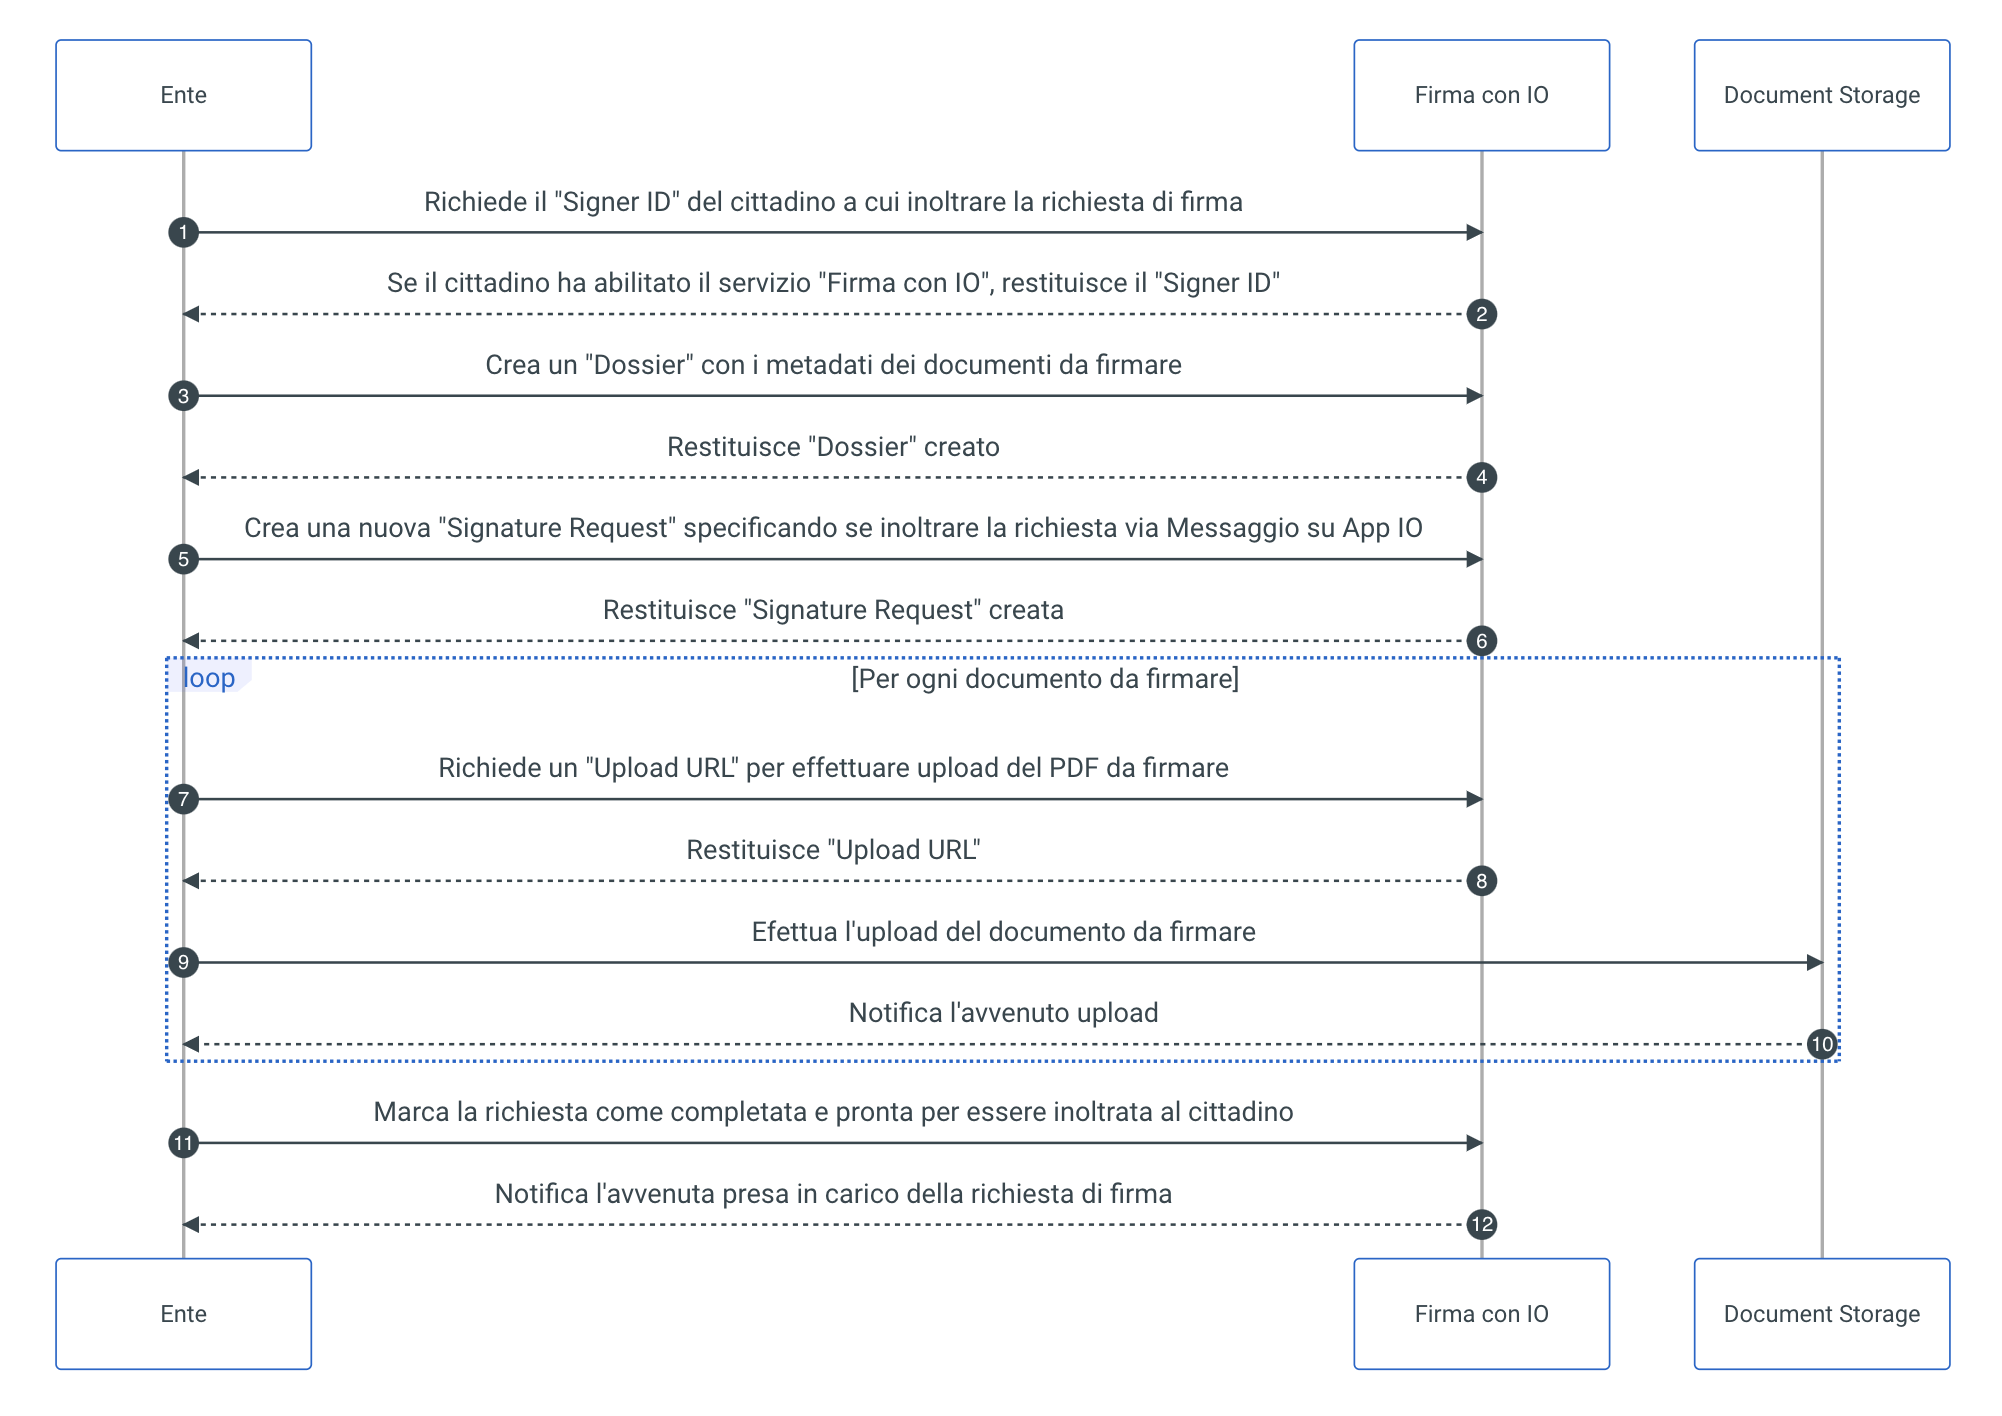 Ente
Firma con IO
Document Storage
Richiede il "Signer ID" del cittadino a cui inoltrare la richiesta di firma
1
Se il cittadino ha abilitato il servizio "Firma con IO", restituisce il "Signer ID"
2
Crea un "Dossier" con i metadati dei documenti da firmare
3
Restituisce "Dossier" creato
4
Crea una nuova "Signature Request" specificando se inoltrare la richiesta via Messaggio su App IO
5
Restituisce "Signature Request" creata
6
loop
[Per ogni documento da firmare]
Richiede un "Upload URL" per effettuare upload del PDF da firmare
7
Restituisce "Upload URL"
8
Efettua l'upload del documento da firmare
9
Notifica l'avvenuto upload
10
Marca la richiesta come completata e pronta per essere inoltrata al cittadino
11
Notifica l'avvenuta presa in carico della richiesta di firma
12
Ente
Firma con IO
Document Storage